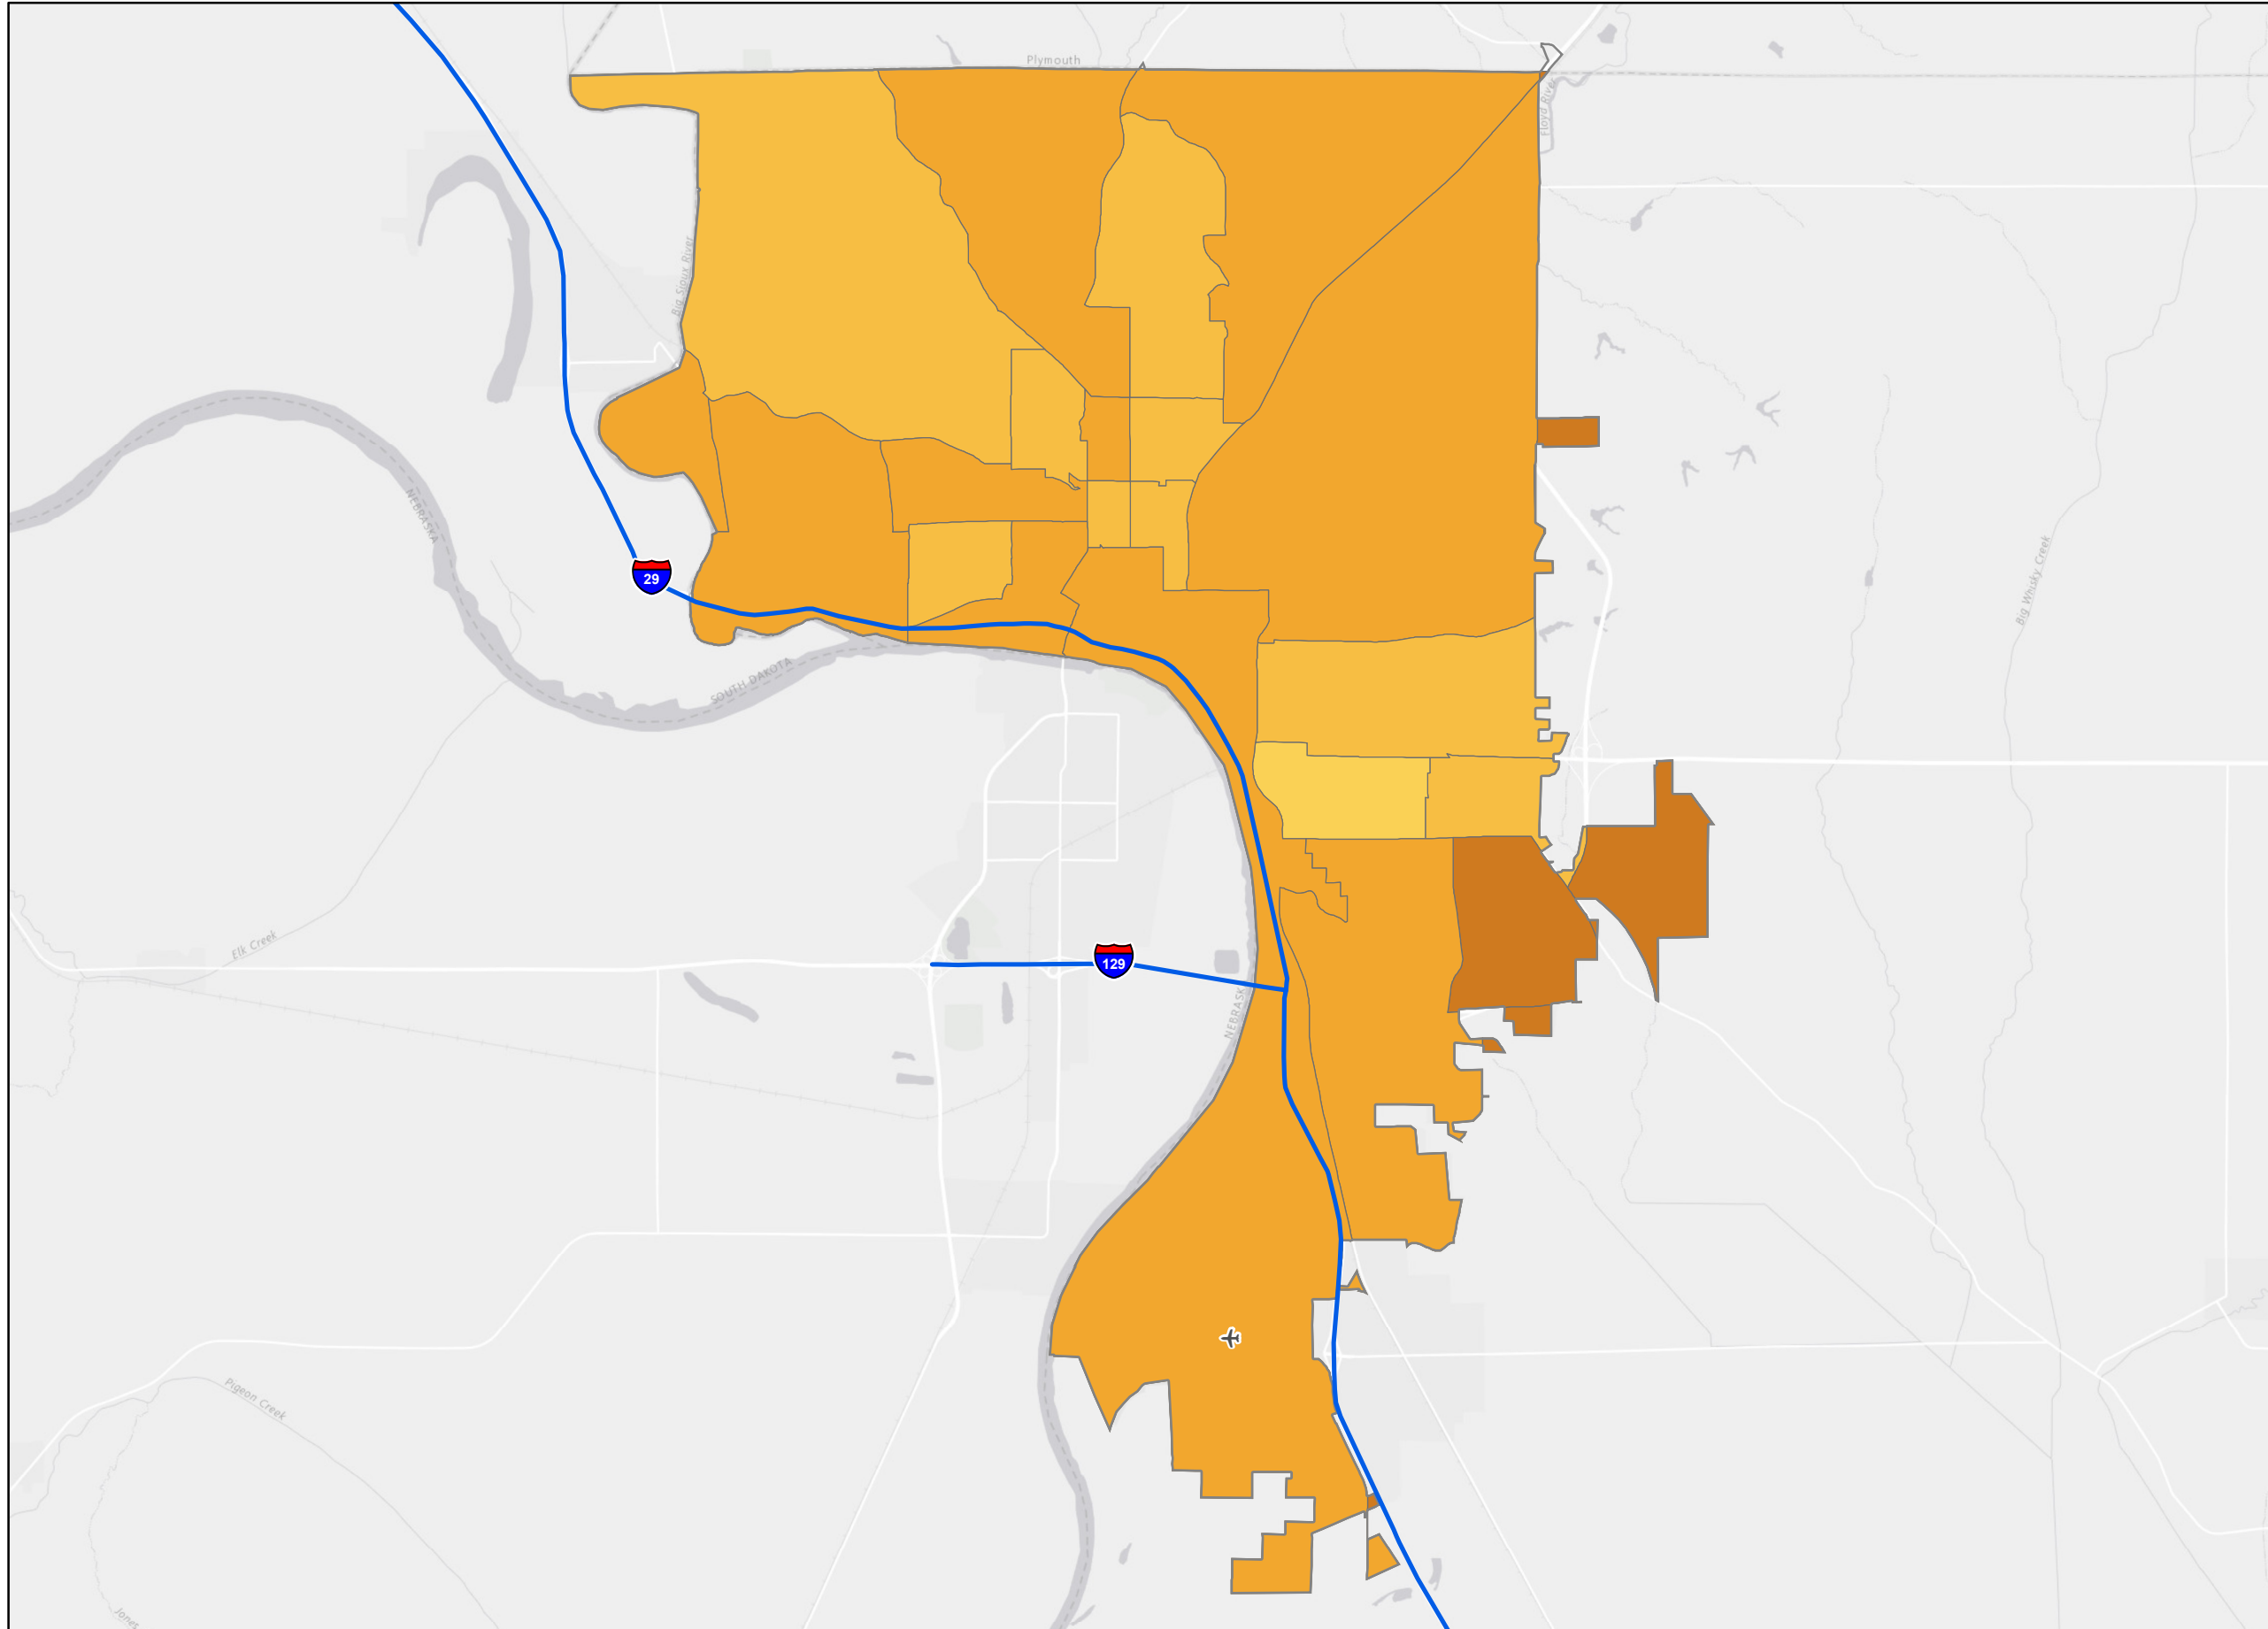 Plymouth
Floyd River
Big Sioux River
NEBRASKA
29
Big Whisky Creek
SOUTH DAKOTA
Elk Creek
129
NEBRASK
Pigeon Creek
Jones